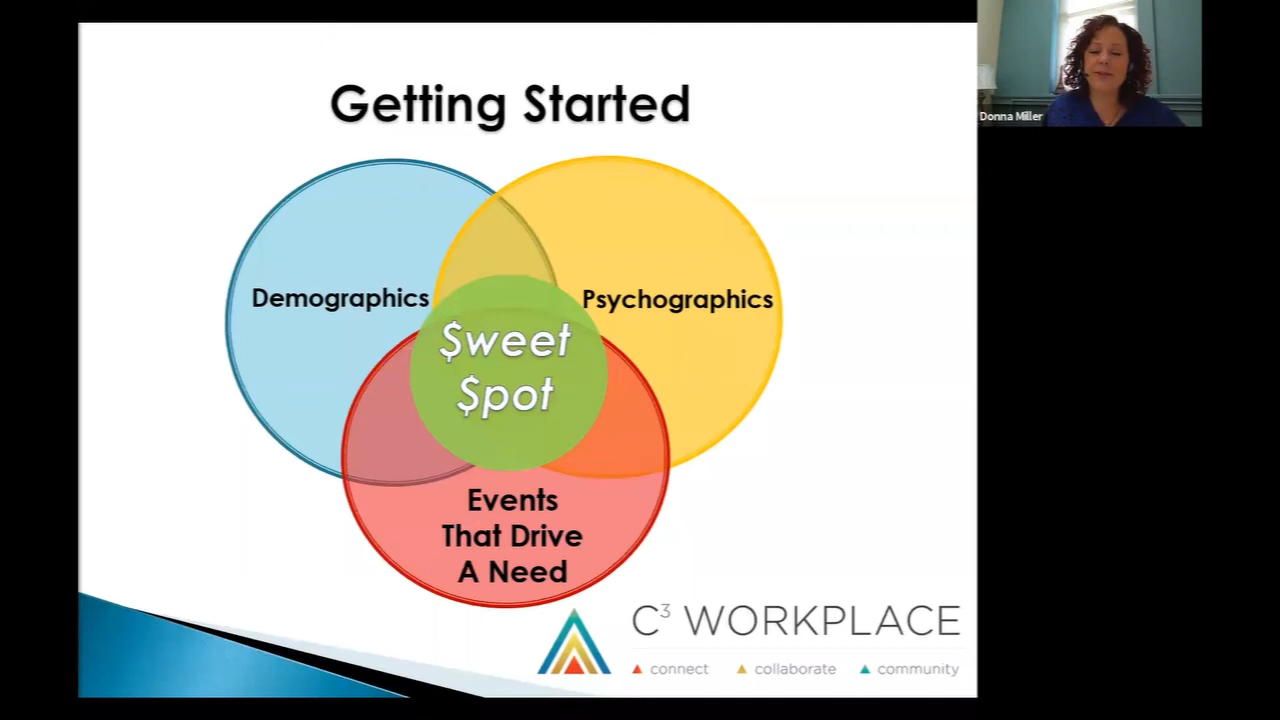 Getting Started
Demographics
Psychographics
$weet
$pot
Events
That Drive
A Need
C³ WORKPLACE
connect
collaborate
community
Donna Miller